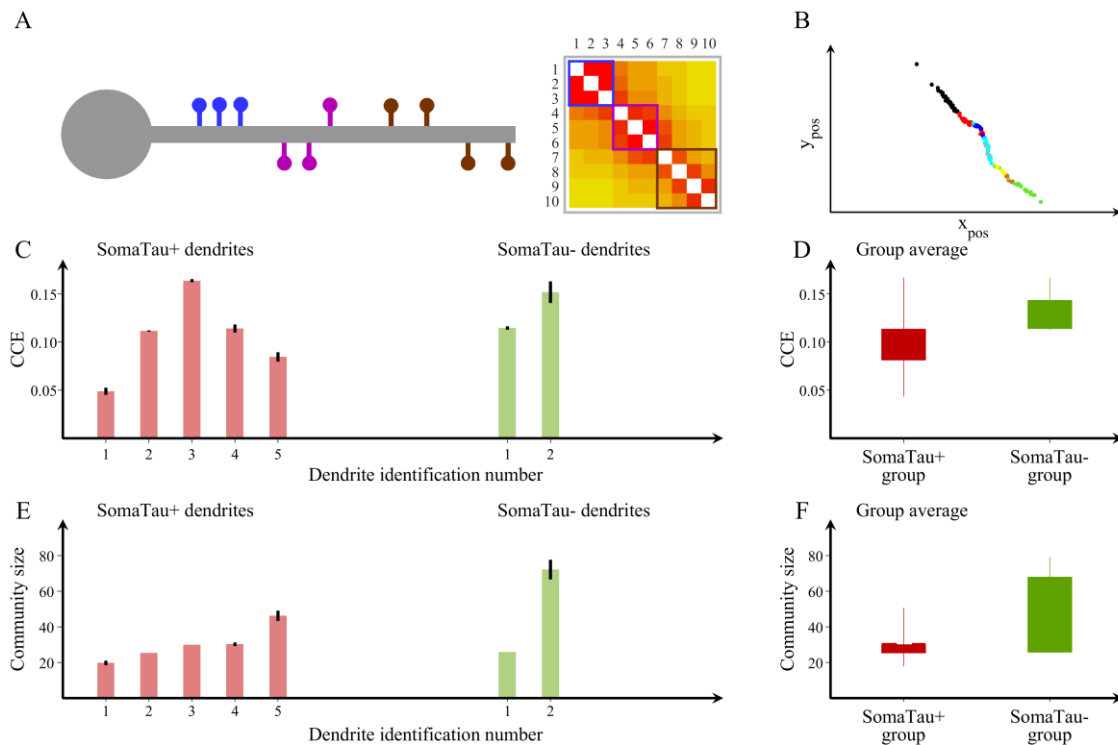 A
1 2 3 4 5 6 7 8 9 10
1
2
3
4
5
6
7
8
9
10
B
y_pos
x_pos
C
SomaTau+ dendrites
SomaTau- dendrites
CCE
0.15
0.10
0.05
1 2 3 4 5 1 2
Dendrite identification number
D
Group average
CCE
0.15
0.10
0.05
SomaTau+ SomaTau-
group group
E
SomaTau+ dendrites
SomaTau- dendrites
Community size
80
60
40
20
1 2 3 4 5 1 2
Dendrite identification number
F
Group average
Community size
80
60
40
20
SomaTau+ SomaTau-
group group